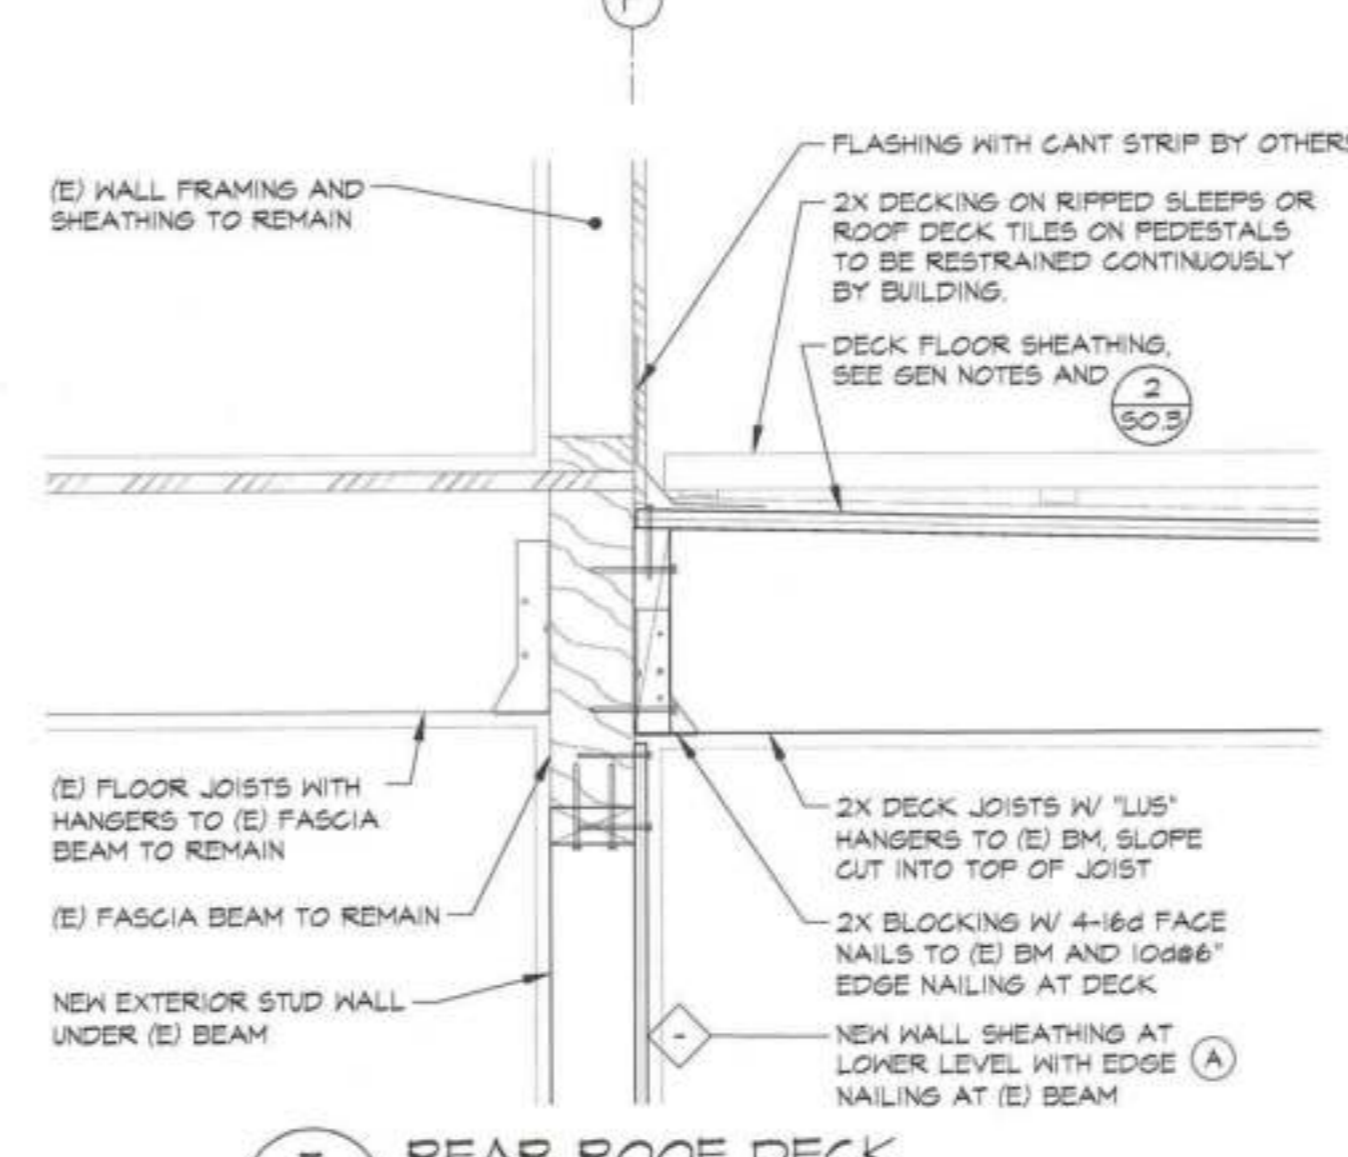 (E) WALL FRAMING AND
SHEATHING TO REMAIN
FLASHING WITH CANT STRIP BY OTHERS
2X DECKING ON RIPPED SLEEPS OR
ROOF DECK TILES ON PEDESTALS
TO BE RESTRAINED CONTINUOUSLY
BY BUILDING.
DECK FLOOR SHEATHING,
SEE GEN NOTES AND
2
S0.3
(E) FLOOR JOISTS WITH
HANGERS TO (E) FASCIA
BEAM TO REMAIN
(E) FASCIA BEAM TO REMAIN
NEW EXTERIOR STUD WALL
UNDER (E) BEAM
2X DECK JOISTS W/ "LUS"
HANGERS TO (E) BM, SLOPE
CUT INTO TOP OF JOIST
2X BLOCKING W/ 4-16d FACE
NAILS TO (E) BM AND 10d@6"
EDGE NAILING AT DECK
-
NEW WALL SHEATHING AT
LOWER LEVEL WITH EDGE
NAILING AT (E) BEAM
A
REAR ROOF DECK